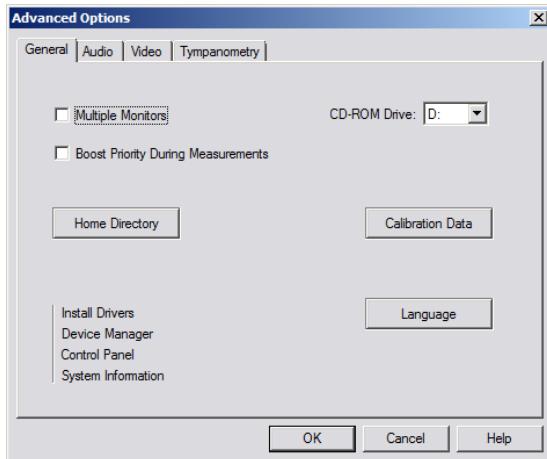 Advanced Options
General Audio Video Tympanometry
Multiple Monitors CD-ROM Drive: D:
Boost Priority During Measurements
Home Directory Calibration Data
Install Drivers Language
Device Manager
Control Panel
System Information
OK Cancel Help